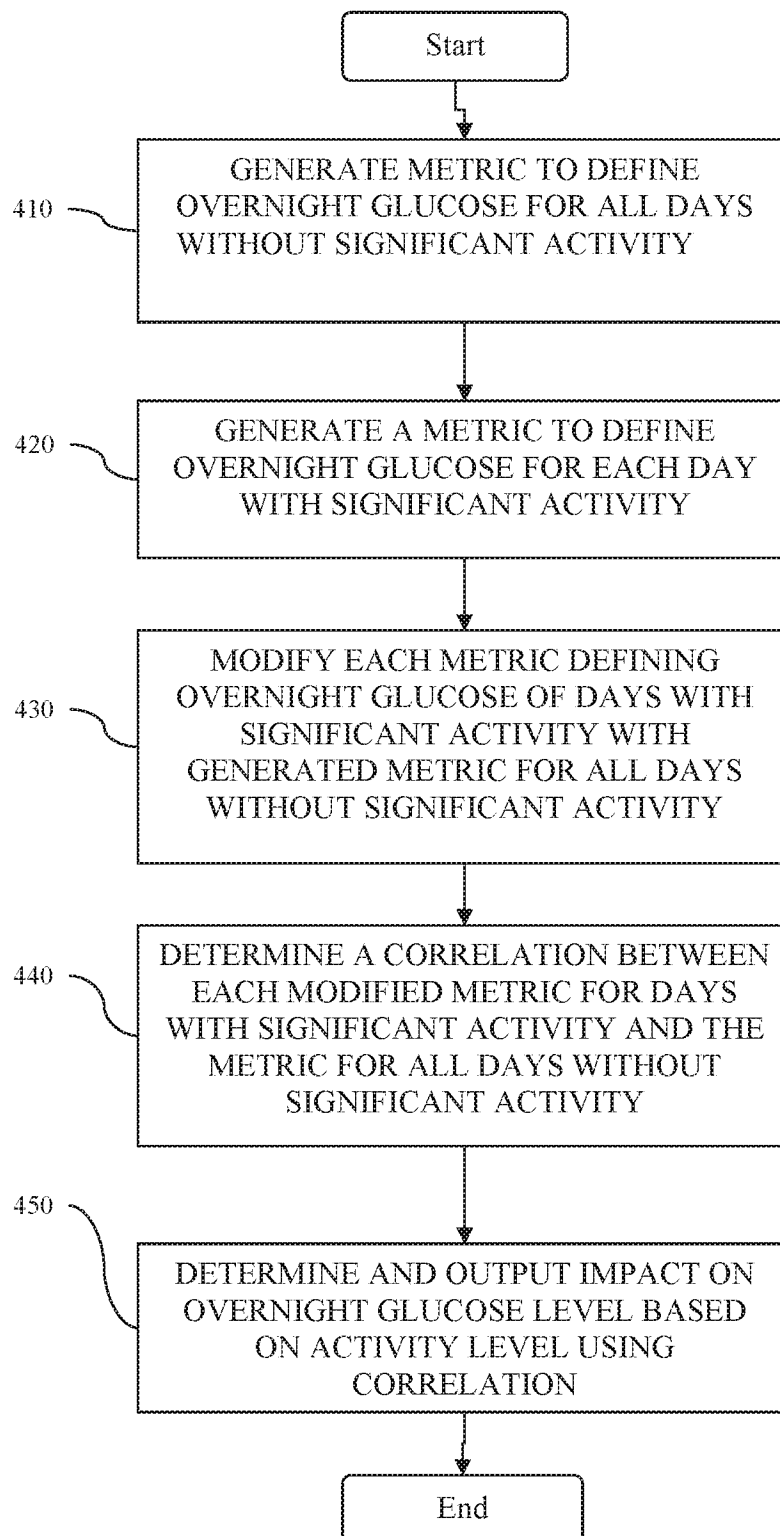 Start
410
GENERATE METRIC TO DEFINE
OVERNIGHT GLUCOSE FOR ALL DAYS
WITHOUT SIGNIFICANT ACTIVITY
420
GENERATE A METRIC TO DEFINE
OVERNIGHT GLUCOSE FOR EACH DAY
WITH SIGNIFICANT ACTIVITY
430
MODIFY EACH METRIC DEFINING
OVERNIGHT GLUCOSE OF DAYS WITH
SIGNIFICANT ACTIVITY WITH
GENERATED METRIC FOR ALL DAYS
WITHOUT SIGNIFICANT ACTIVITY
440
DETERMINE A CORRELATION BETWEEN
EACH MODIFIED METRIC FOR DAYS
WITH SIGNIFICANT ACTIVITY AND THE
METRIC FOR ALL DAYS WITHOUT
SIGNIFICANT ACTIVITY
450
DETERMINE AND OUTPUT IMPACT ON
OVERNIGHT GLUCOSE LEVEL BASED
ON ACTIVITY LEVEL USING
CORRELATION
End